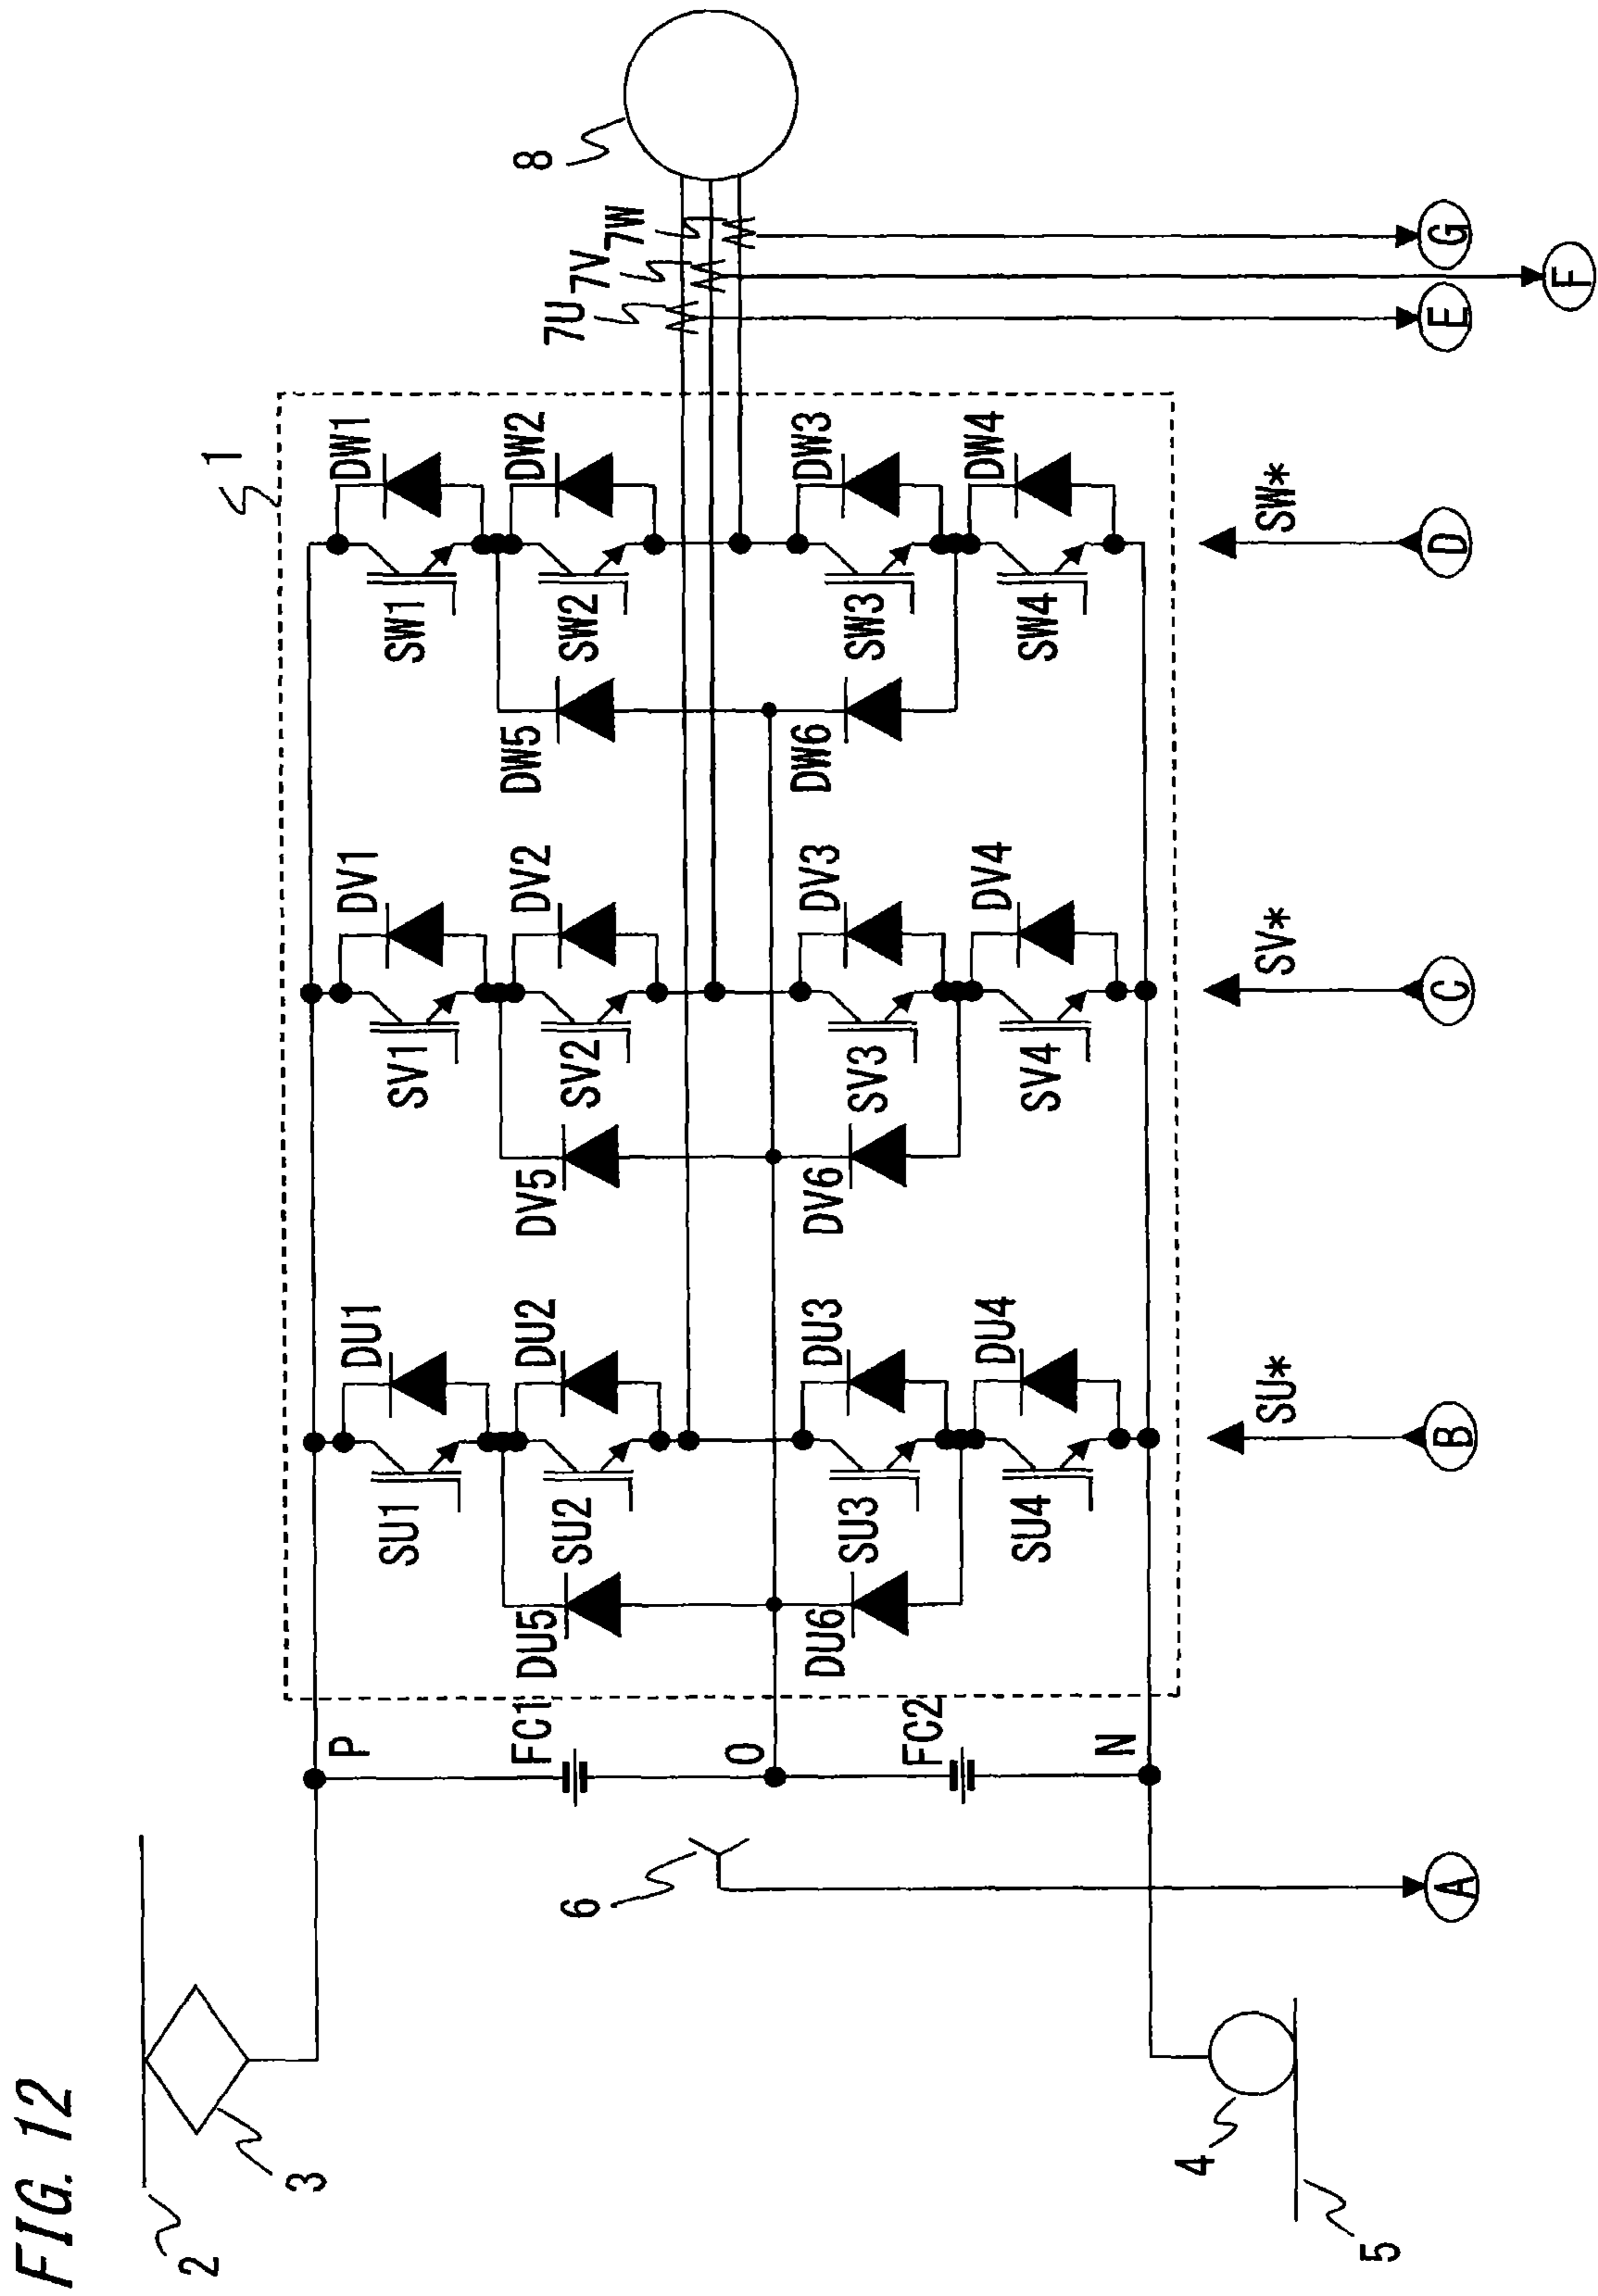 FIG. 12
2
1
3
P
DU1
DV1
DW1
SU1
SV1
SW1
FC1
DU5
DU2
DV5
DV2
DW5
DW2
8
6
SU2
SV2
SW2
7U
7V
7W
O
DU6
DU3
DV6
DV3
DW6
DW3
SU3
SV3
SW3
FC2
DU4
DV4
DW4
SU4
SV4
SW4
N
4
SU*
SV*
SW*
5
A
B
C
D
E
G
F